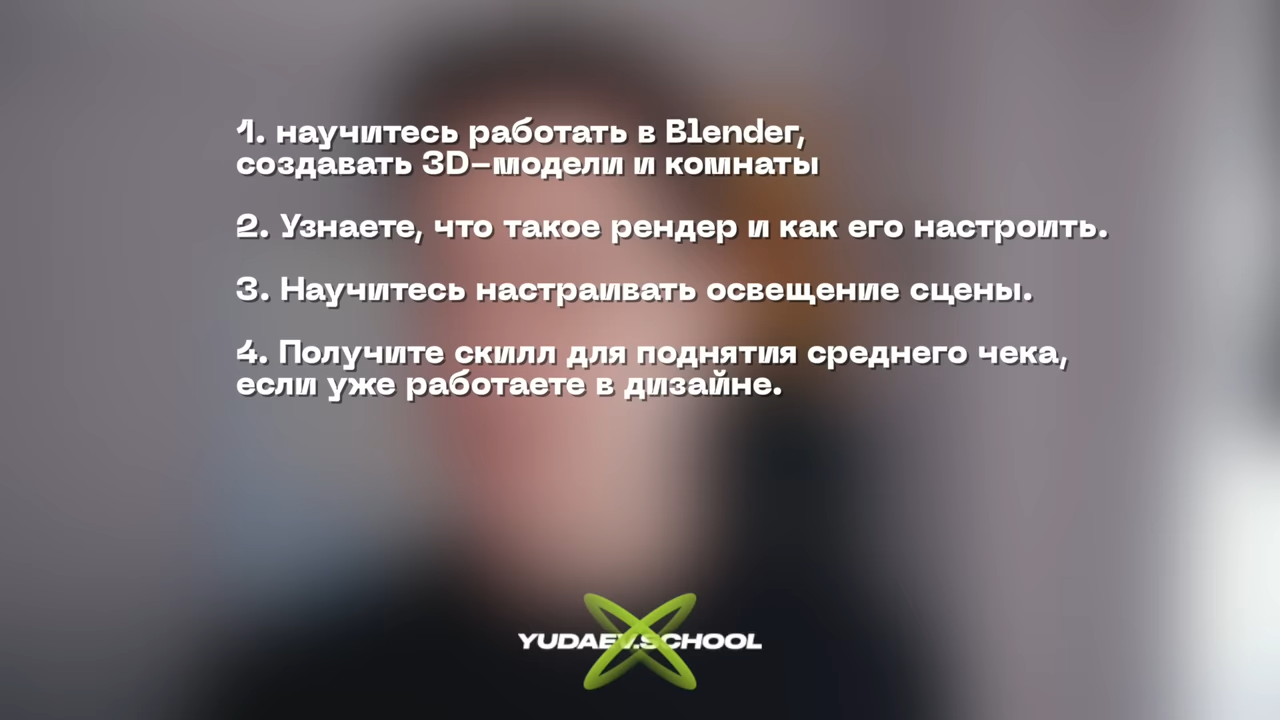 1. научитесь работать в Blender,
создавать 3D-модели и комнаты
2. Узнаете, что такое рендер и как его настроить.
3. Научитесь настраивать освещение сцены.
4. Получите скилл для поднятия среднего чека,
если уже работаете в дизайне.
YUDAEV.SCHOOL